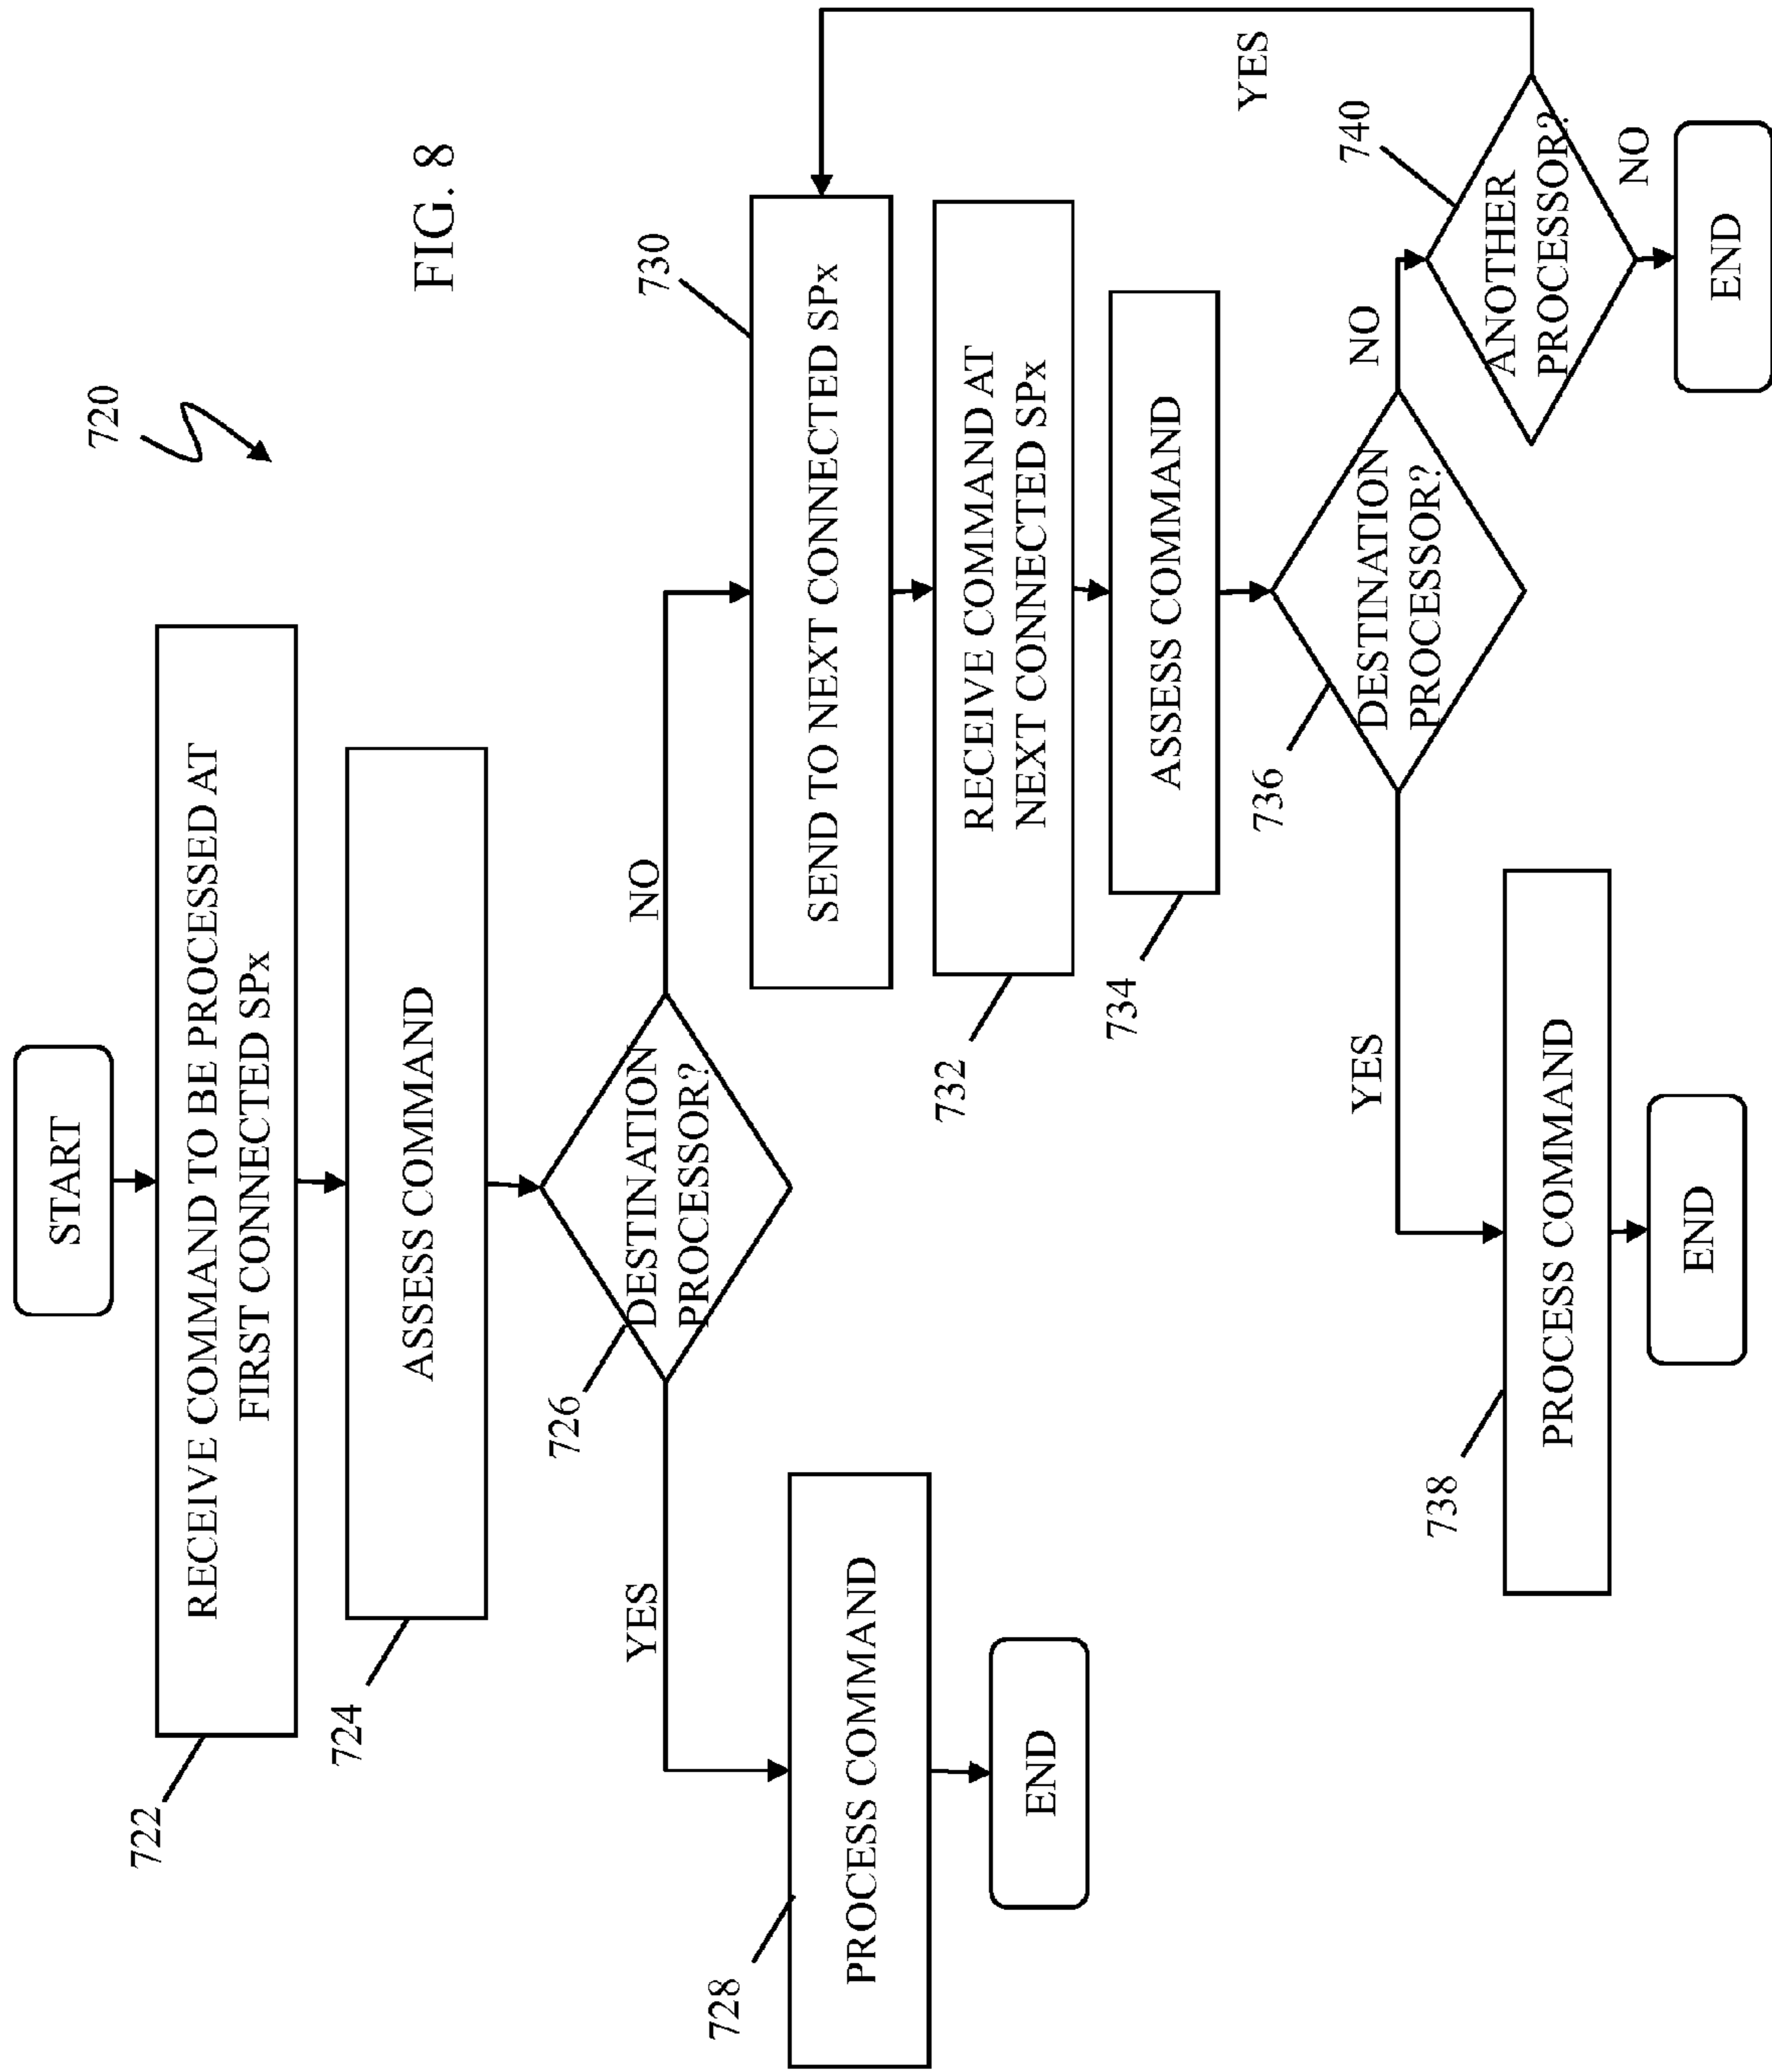 720
FIG. 8
START
RECEIVE COMMAND TO BE PROCESSED AT
FIRST CONNECTED SPx
722
ASSESS COMMAND
724
DESTINATION
PROCESSOR?
726
YES
NO
PROCESS COMMAND
728
END
SEND TO NEXT CONNECTED SPx
730
RECEIVE COMMAND AT
NEXT CONNECTED SPx
732
ASSESS COMMAND
734
DESTINATION
PROCESSOR?
736
YES
NO
PROCESS COMMAND
738
END
ANOTHER
PROCESSOR?
740
YES
NO
END